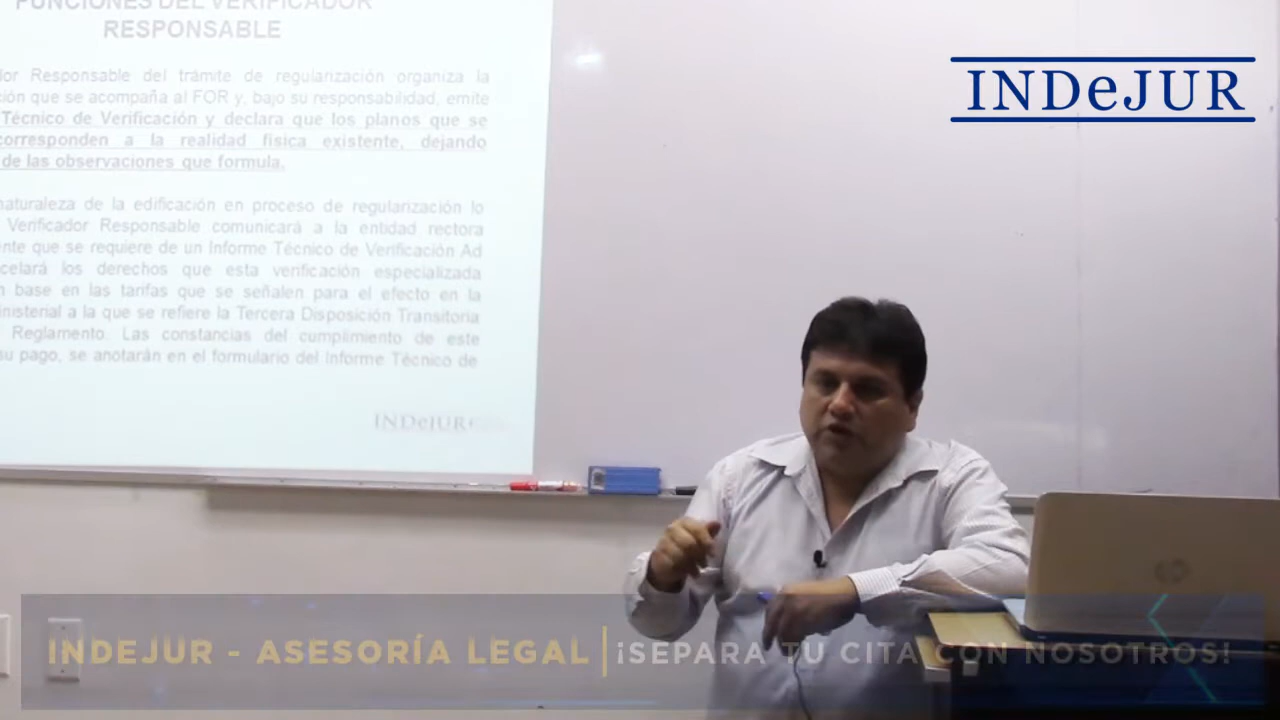 FUNCIONES DEL VERIFICADOR
RESPONSABLE
Responsable del trámite de regularización organiza la
que se acompaña al FOR y, bajo su responsabilidad, emite
Técnico de Verificación y declara que los planos que se
corresponden a la realidad física existente, dejando
de las observaciones que formula.
naturaleza de la edificación en proceso de regularización lo
Verificador Responsable comunicará a la entidad rectora
que se requiere de un Informe Técnico de Verificación Ad
los derechos que esta verificación especializada
base en las tarifas que se señalen para el efecto en la
a la que se refiere la Tercera Disposición Transitoria
Reglamento. Las constancias del cumplimiento de este
su pago, se anotarán en el formulario del Informe Técnico de
INDeJUR
INDeJUR
hp
INDEJUR - ASESORÍA LEGAL ¡SEPARA TU CITA CON NOSOTROS!